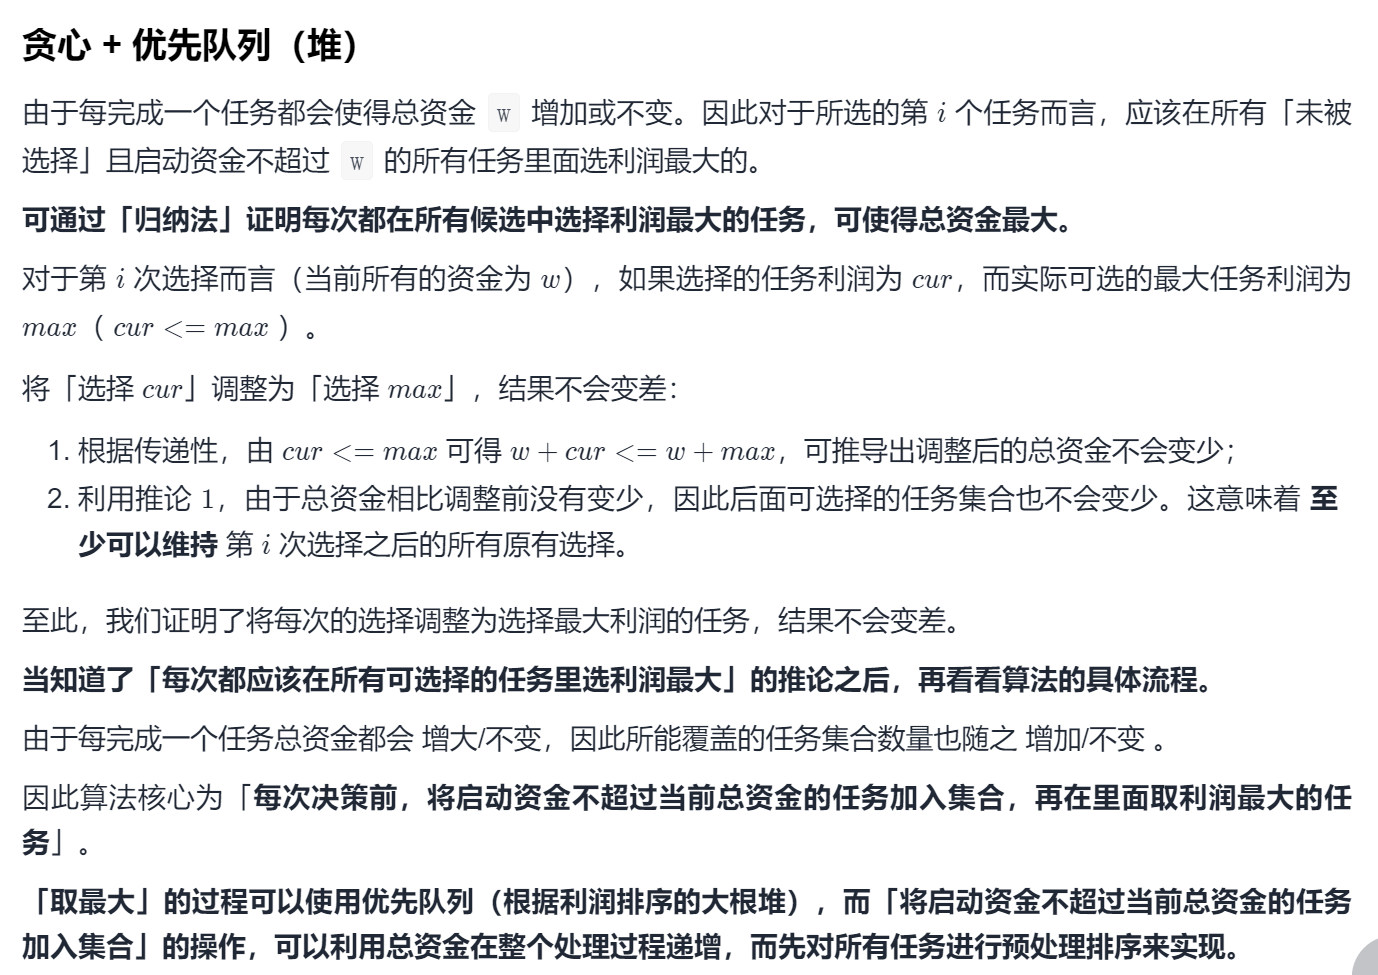 贪心 + 优先队列（堆）
由于每完成一个任务都会使得总资金 w 增加或不变。因此对于所选的第 i 个任务而言，应该在所有「未被
选择」且启动资金不超过 w 的所有任务里面选利润最大的。
可通过「归纳法」证明每次都在所有候选中选择利润最大的任务，可使得总资金最大。
对于第 i 次选择而言（当前所有的资金为 w），如果选择的任务利润为 cur，而实际可选的最大任务利润为
max（ cur <= max ）。
将「选择 cur」调整为「选择 max」，结果不会变差：
1. 根据传递性，由 cur <= max 可得 w + cur <= w + max，可推导出调整后的总资金不会变少；
2. 利用推论 1，由于总资金相比调整前没有变少，因此后面可选择的任务集合也不会变少。这意味着 至
少可以维持 第 i 次选择之后的所有原有选择。
至此，我们证明了将每次的选择调整为选择最大利润的任务，结果不会变差。
当知道了「每次都应该在所有可选择的任务里选利润最大」的推论之后，再看看算法的具体流程。
由于每完成一个任务总资金都会 增大/不变，因此所能覆盖的任务集合数量也随之 增加/不变 。
因此算法核心为「每次决策前，将启动资金不超过当前总资金的任务加入集合，再在里面取利润最大的任
务」。
「取最大」的过程可以使用优先队列（根据利润排序的大根堆），而「将启动资金不超过当前总资金的任务
加入集合」的操作，可以利用总资金在整个处理过程递增，而先对所有任务进行预处理排序来实现。